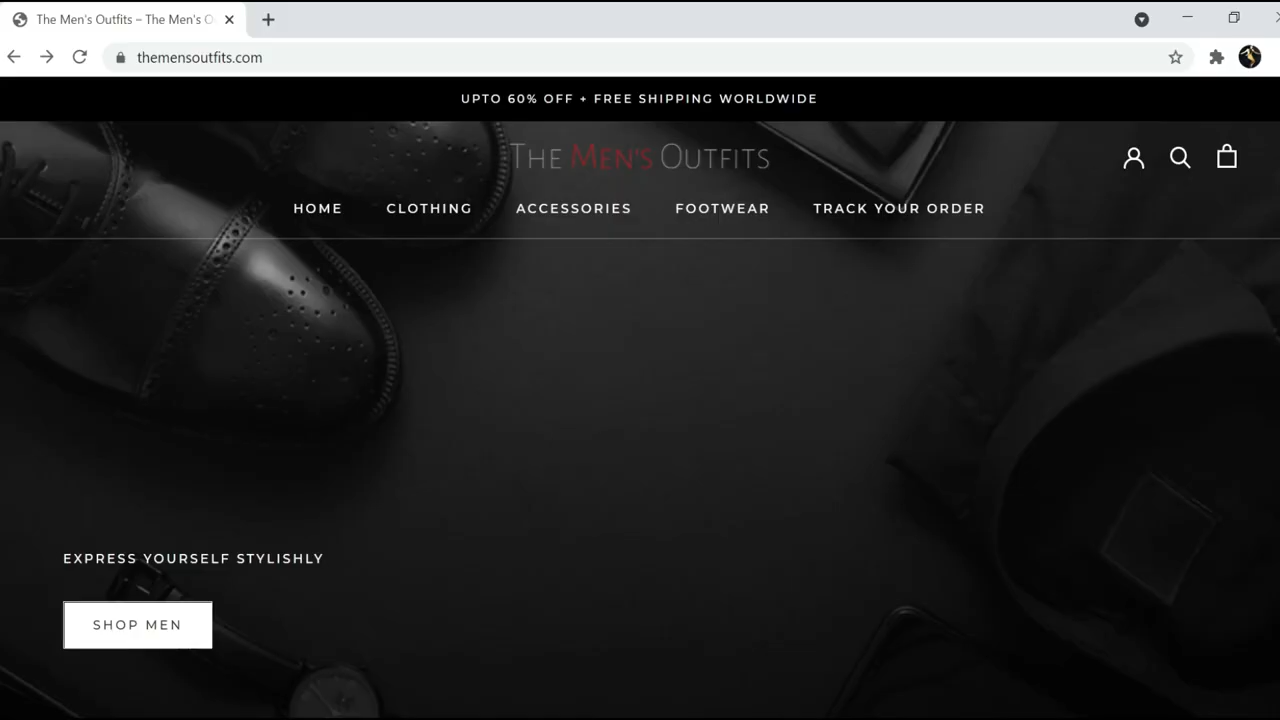 The Men's Outfits – The Men's O
themensoutfits.com
UPTO 60% OFF + FREE SHIPPING WORLDWIDE
THE MEN'S OUTFITS
HOME CLOTHING ACCESSORIES FOOTWEAR TRACK YOUR ORDER
EXPRESS YOURSELF STYLISHLY
SHOP MEN